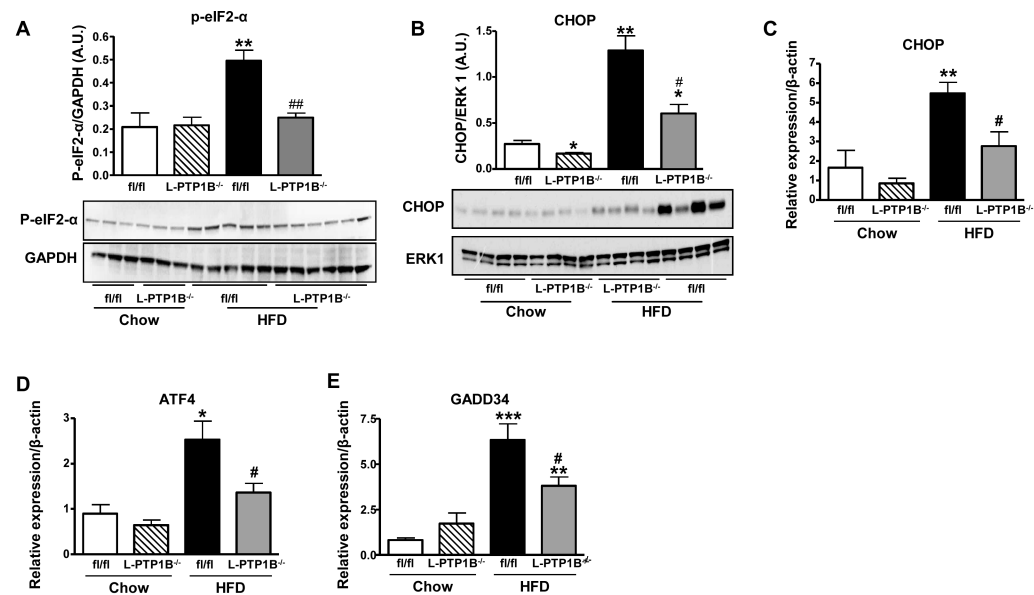 A
p-eIF2-α
P-eIF2-α/GAPDH (A.U.)
0.6
0.5
0.4
0.3
0.2
0.1
0.0
**
##
fl/fl L-PTP1B-/- fl/fl L-PTP1B-/-
P-eIF2-α
GAPDH
fl/fl L-PTP1B-/- fl/fl L-PTP1B-/-
Chow HFD
B
CHOP
CHOP/ERK 1 (A.U.)
1.5
1.0
0.5
0.0
*
**
#
*
fl/fl L-PTP1B-/- fl/fl L-PTP1B-/-
CHOP
ERK1
fl/fl L-PTP1B-/- L-PTP1B-/- fl/fl
Chow HFD
C
CHOP
Relative expression/β-actin
7
6
5
4
3
2
1
0
**
#
fl/fl L-PTP1B-/- fl/fl L-PTP1B-/-
Chow HFD
D
ATF4
Relative expression/β-actin
3
2
1
0
*
#
fl/fl L-PTP1B-/- fl/fl L-PTP1B-/-
Chow HFD
E
GADD34
Relative expression/β-actin
7.5
5.0
2.5
0.0
***
#
**
fl/fl L-PTP1B-/- fl/fl L-PTP1B-/-
Chow HFD